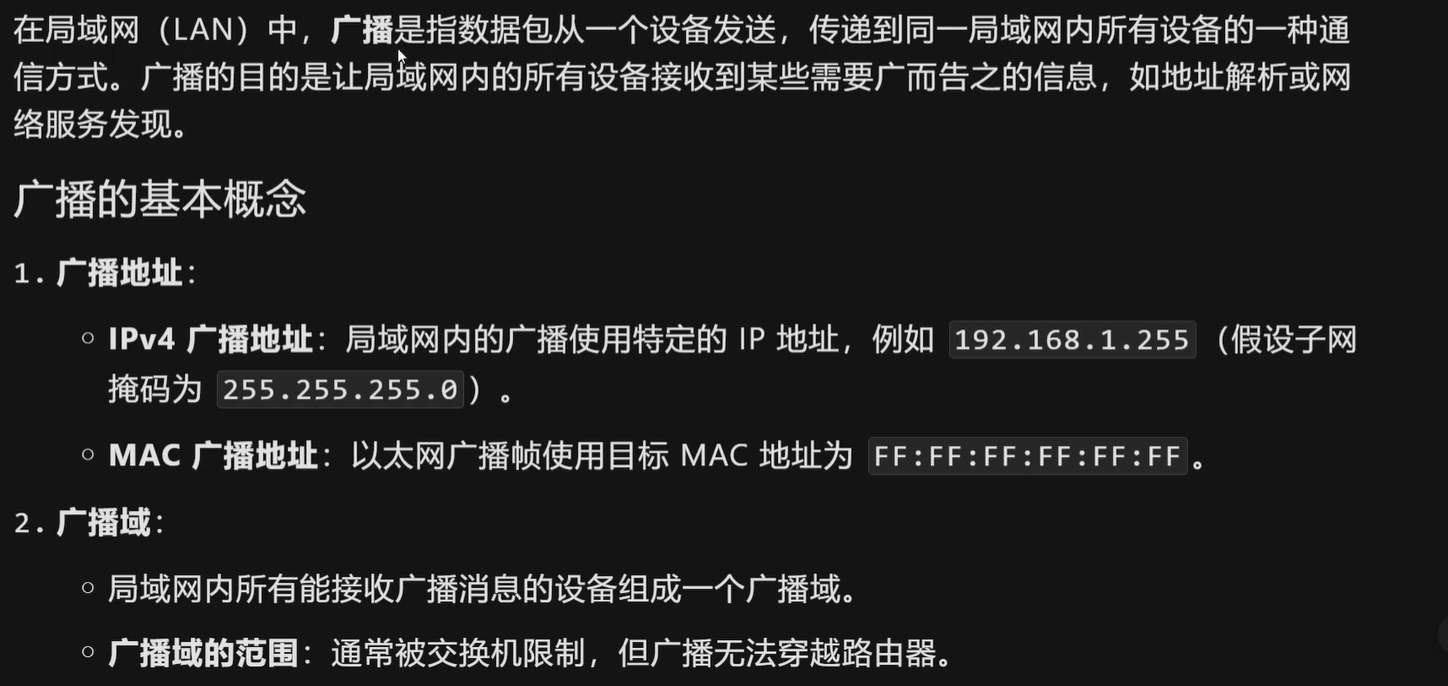 在局域网（LAN）中，广播是指数据包从一个设备发送，传递到同一局域网内所有设备的一种通
信方式。广播的目的是让局域网内的所有设备接收到某些需要广而告之的信息，如地址解析或网
络服务发现。
广播的基本概念
1. 广播地址：
○ IPv4 广播地址：局域网内的广播使用特定的 IP 地址，例如 192.168.1.255（假设子网
掩码为 255.255.255.0）。
○ MAC 广播地址：以太网广播帧使用目标 MAC 地址为 FF:FF:FF:FF:FF:FF。
2. 广播域：
○ 局域网内所有能接收广播消息的设备组成一个广播域。
○ 广播域的范围：通常被交换机限制，但广播无法穿越路由器。